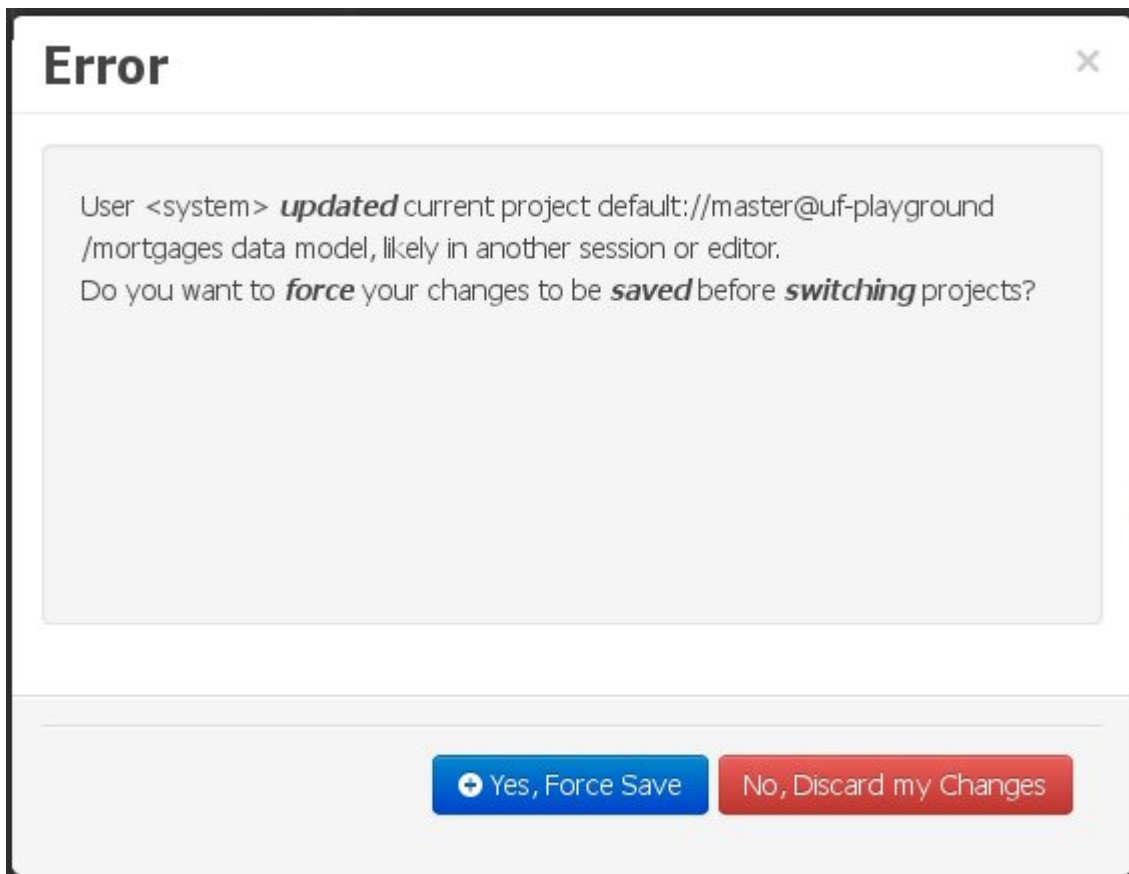 Error
×
User <system> updated current project default://master@uf-playground
/mortgages data model, likely in another session or editor.
Do you want to force your changes to be saved before switching projects?
Yes, Force Save
No, Discard my Changes